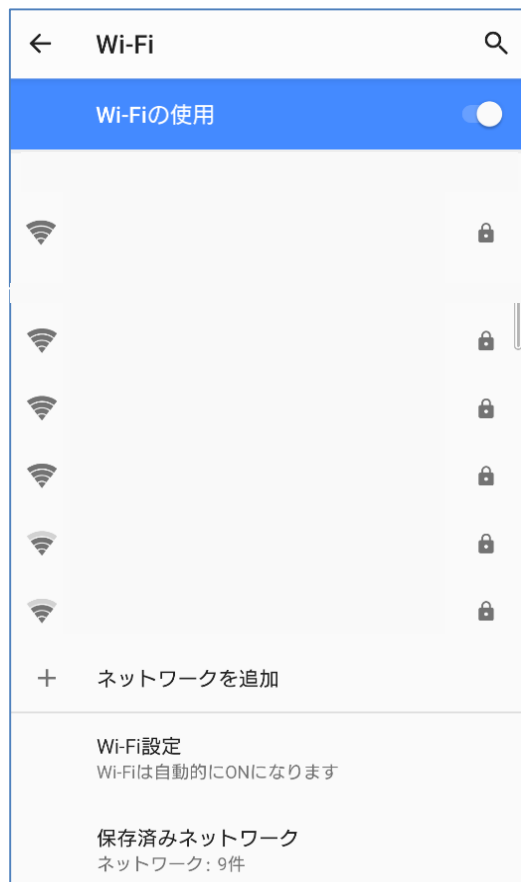 Wi-Fi
Wi-Fiの使用
ネットワークを追加
Wi-Fi設定
Wi-Fiは自動的にONになります
保存済みネットワーク
ネットワーク: 9件